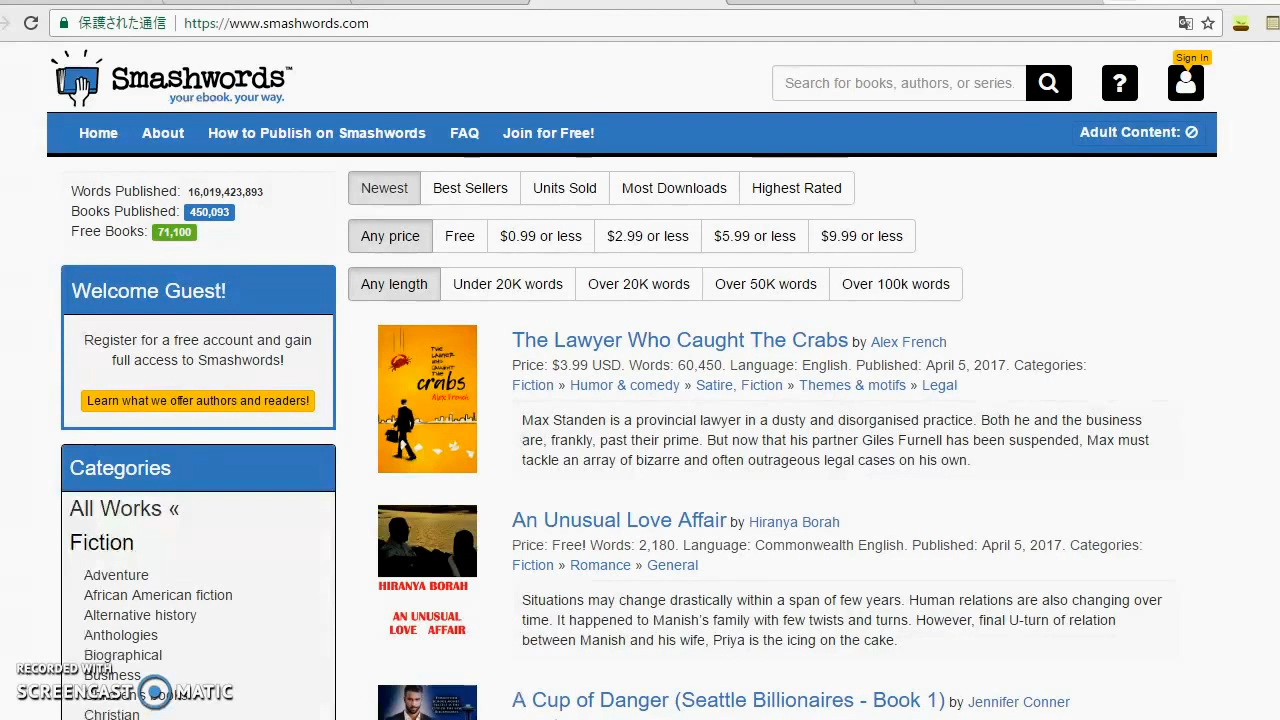 保護された通信 https://www.smashwords.com
Smashwords™
your ebook. your way.
Search for books, authors, or series.
?
Sign In
Home About How to Publish on Smashwords FAQ Join for Free! Adult Content:
Words Published: 16,019,423,893
Books Published: 450,093
Free Books: 71,100
Newest Best Sellers Units Sold Most Downloads Highest Rated
Any price Free $0.99 or less $2.99 or less $5.99 or less $9.99 or less
Any length Under 20K words Over 20K words Over 50K words Over 100k words
Welcome Guest!
Register for a free account and gain
full access to Smashwords!
Learn what we offer authors and readers!
Categories
All Works «
Fiction
Adventure
African American fiction
Alternative history
Anthologies
Biographical
Business
Christian
THE
LAWYER
WHO
CAUGHT
THE
crabs
Alex French
The Lawyer Who Caught The Crabs by Alex French
Price: $3.99 USD. Words: 60,450. Language: English. Published: April 5, 2017. Categories:
Fiction » Humor & comedy » Satire, Fiction » Themes & motifs » Legal
Max Standen is a provincial lawyer in a dusty and disorganised practice. Both he and the business
are, frankly, past their prime. But now that his partner Giles Furnell has been suspended, Max must
tackle an array of bizarre and often outrageous legal cases on his own.
HIRANYA BORAH
AN UNUSUAL
LOVE AFFAIR
An Unusual Love Affair by Hiranya Borah
Price: Free! Words: 2,180. Language: Commonwealth English. Published: April 5, 2017. Categories:
Fiction » Romance » General
Situations may change drastically within a span of few years. Human relations are also changing over
time. It happened to Manish's family with few twists and turns. However, final U-turn of relation
between Manish and his wife, Priya is the icing on the cake.
A Cup of Danger (Seattle Billionaires - Book 1) by Jennifer Conner
RECORDED WITH
SCREENCAST MATIC